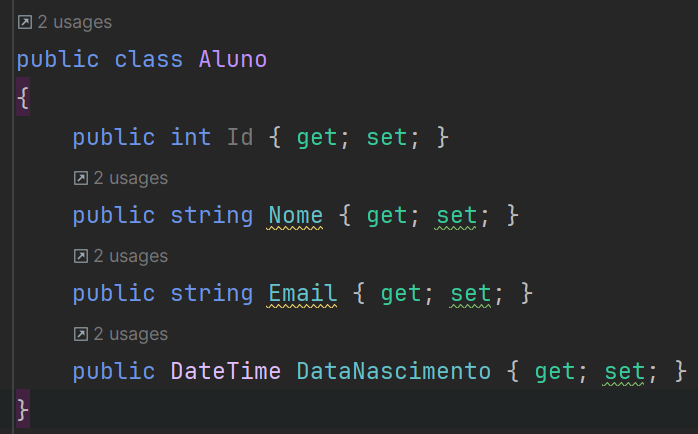 2 usages
public class Aluno
{
public int Id { get; set; }
2 usages
public string Nome { get; set; }
2 usages
public string Email { get; set; }
2 usages
public DateTime DataNascimento { get; set; }
}